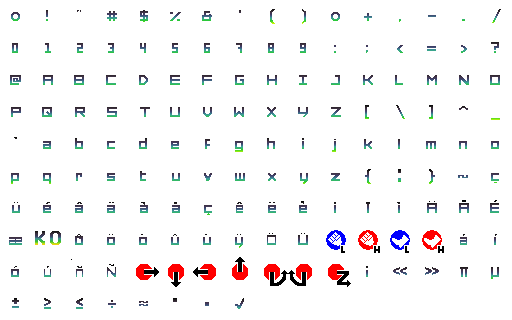 o ! " # $ % & ' ( ) o + , - . /
0 1 2 3 4 5 6 7 8 9 : ; < = > ?
@ A B C D E F G H I J K L M N O
P Q R S T U V W X Y Z [ \ ] ^ _
` a b c d e f g h i j k l m n o
p q r s t u v w x y z { ¦ } ~ ç
ü é â ä à å ç ê ë è ï î ì Ä Å É
æ KO ô ö ò û ù ÿ Ö Ü L H L H á í
ó ú ñ Ñ Z ¡ « » π µ
± > < ÷ ≈ ✓